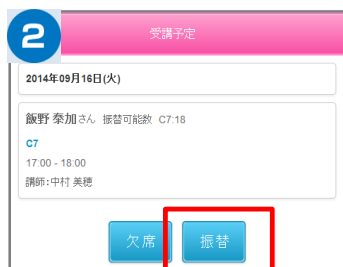 2
受講予定
2014年09月16日(火)
飯野 泰加さん 振替可能数 C7:18
C7
17:00 - 18:00
講師:中村 美穂
欠席 振替